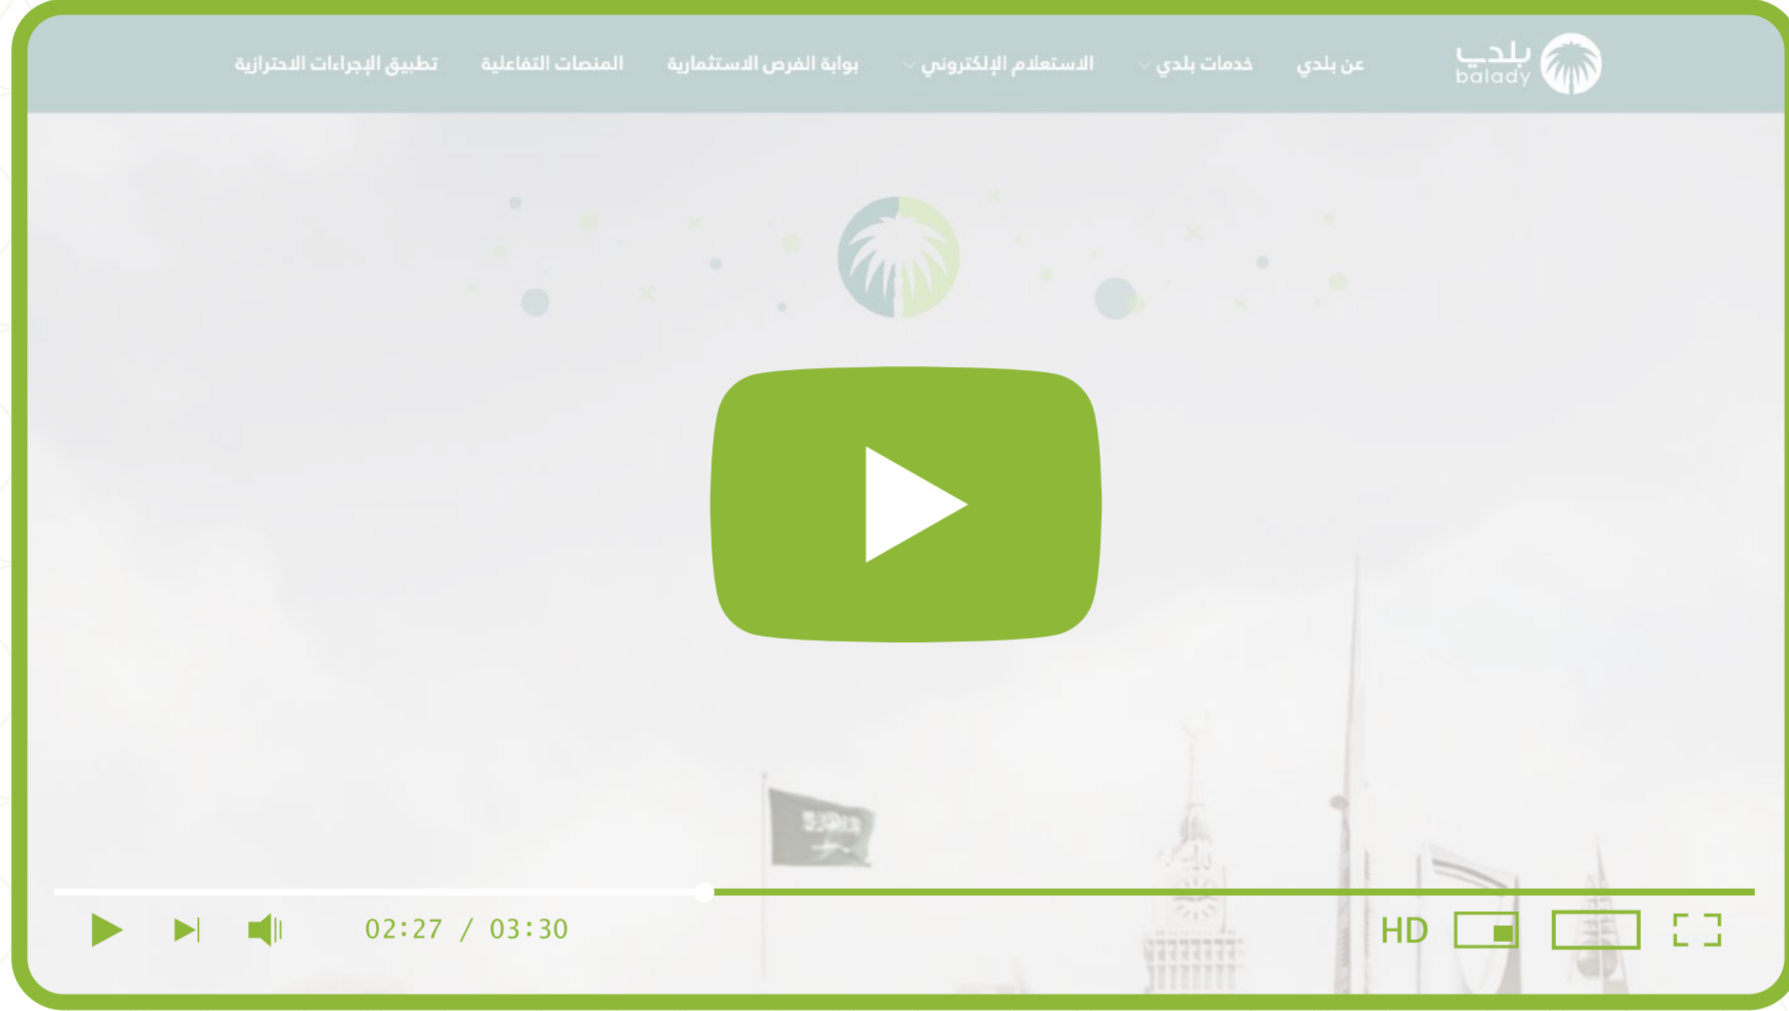 بلدي
balady
عن بلدي
خدمات بلدي
الاستعلام الإلكتروني
بوابة الفرص الاستثمارية
المنصات التفاعلية
تطبيق الإجراءات الاحترازية
02:27 / 03:30
HD